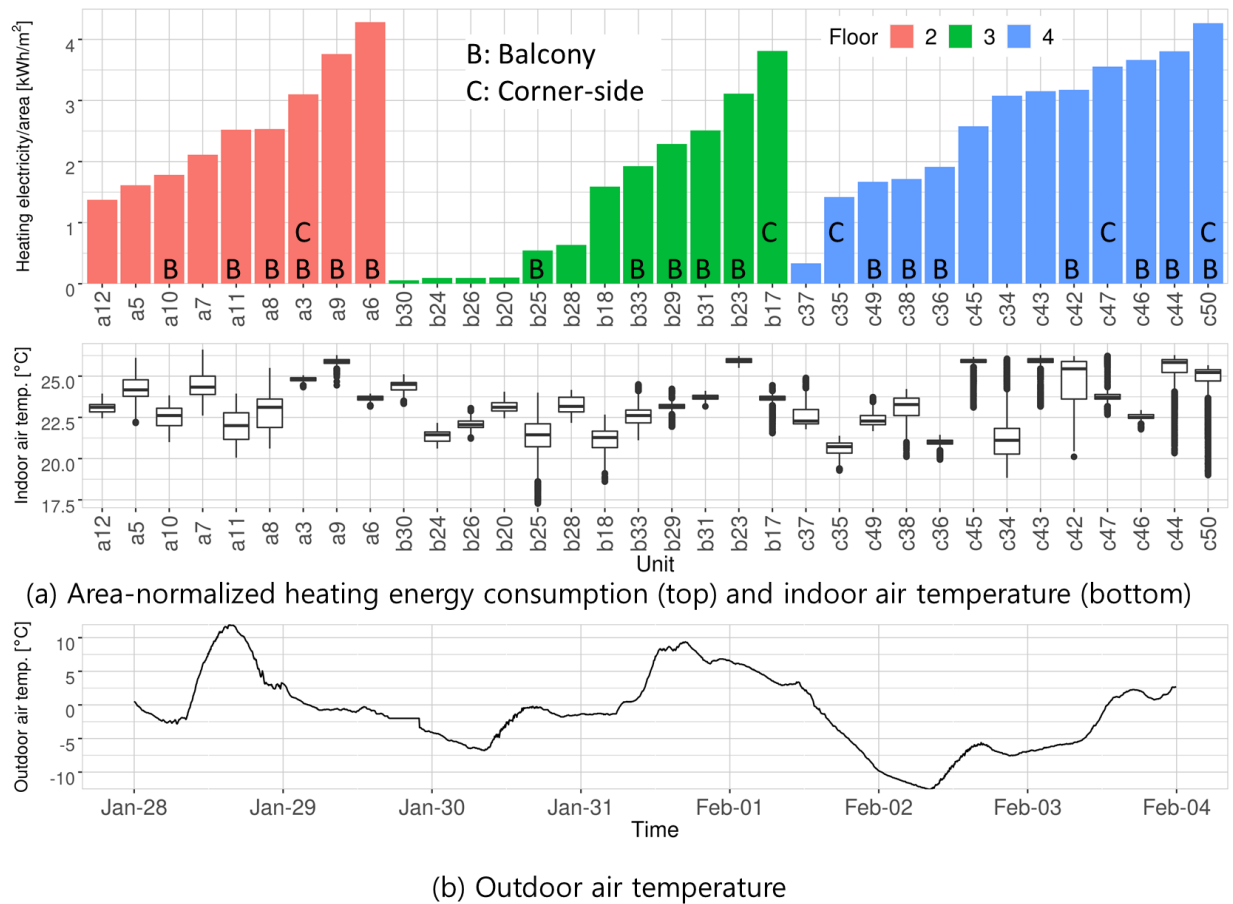 Heating electricity/area [kWh/m²]
4
3
2
1
0
B: Balcony
C: Corner-side
Floor 2 3 4
C C C C C
B B B B B B B B B B B B B B B B B B
a12 a5 a10 a7 a11 a8 a3 a9 a6 b30 b24 b26 b20 b25 b28 b18 b33 b29 b31 b23 b17 c37 c35 c49 c38 c36 c45 c34 c43 c42 c47 c46 c44 c50
Indoor air temp. [°C]
25.0
22.5
20.0
17.5
a12 a5 a10 a7 a11 a8 a3 a9 a6 b30 b24 b26 b20 b25 b28 b18 b33 b29 b31 b23 b17 c37 c35 c49 c38 c36 c45 c34 c43 c42 c47 c46 c44 c50
Unit
(a) Area-normalized heating energy consumption (top) and indoor air temperature (bottom)
Outdoor air temp. [°C]
10
5
0
-5
-10
Jan-28 Jan-29 Jan-30 Jan-31 Feb-01 Feb-02 Feb-03 Feb-04
Time
(b) Outdoor air temperature